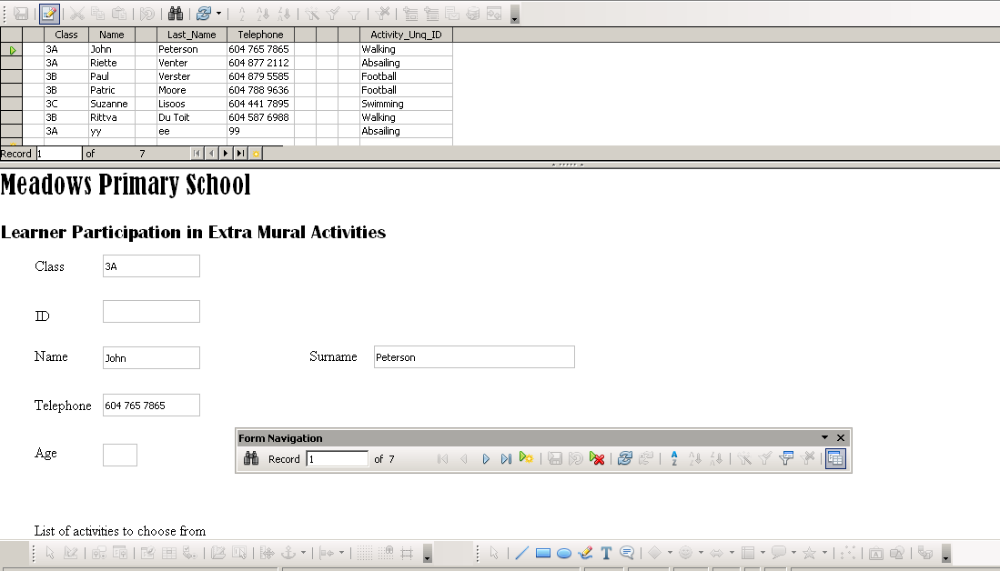 Class Name Last_Name Telephone Activity_Unq_ID
3A John Peterson 604 765 7865 Walking
3A Riette Venter 604 877 2112 Absailing
3B Paul Verster 604 879 5585 Football
3B Patric Moore 604 788 9636 Football
3C Suzanne Lisoos 604 441 7895 Swimming
3B Rittva Du Toit 604 587 6988 Walking
3A yy ee 99 Absailing
Record 1 of 7
Meadows Primary School
Learner Participation in Extra Mural Activities
Class 3A
ID
Name John Surname Peterson
Telephone 604 765 7865
Age
Form Navigation
Record 1 of 7
List of activities to choose from